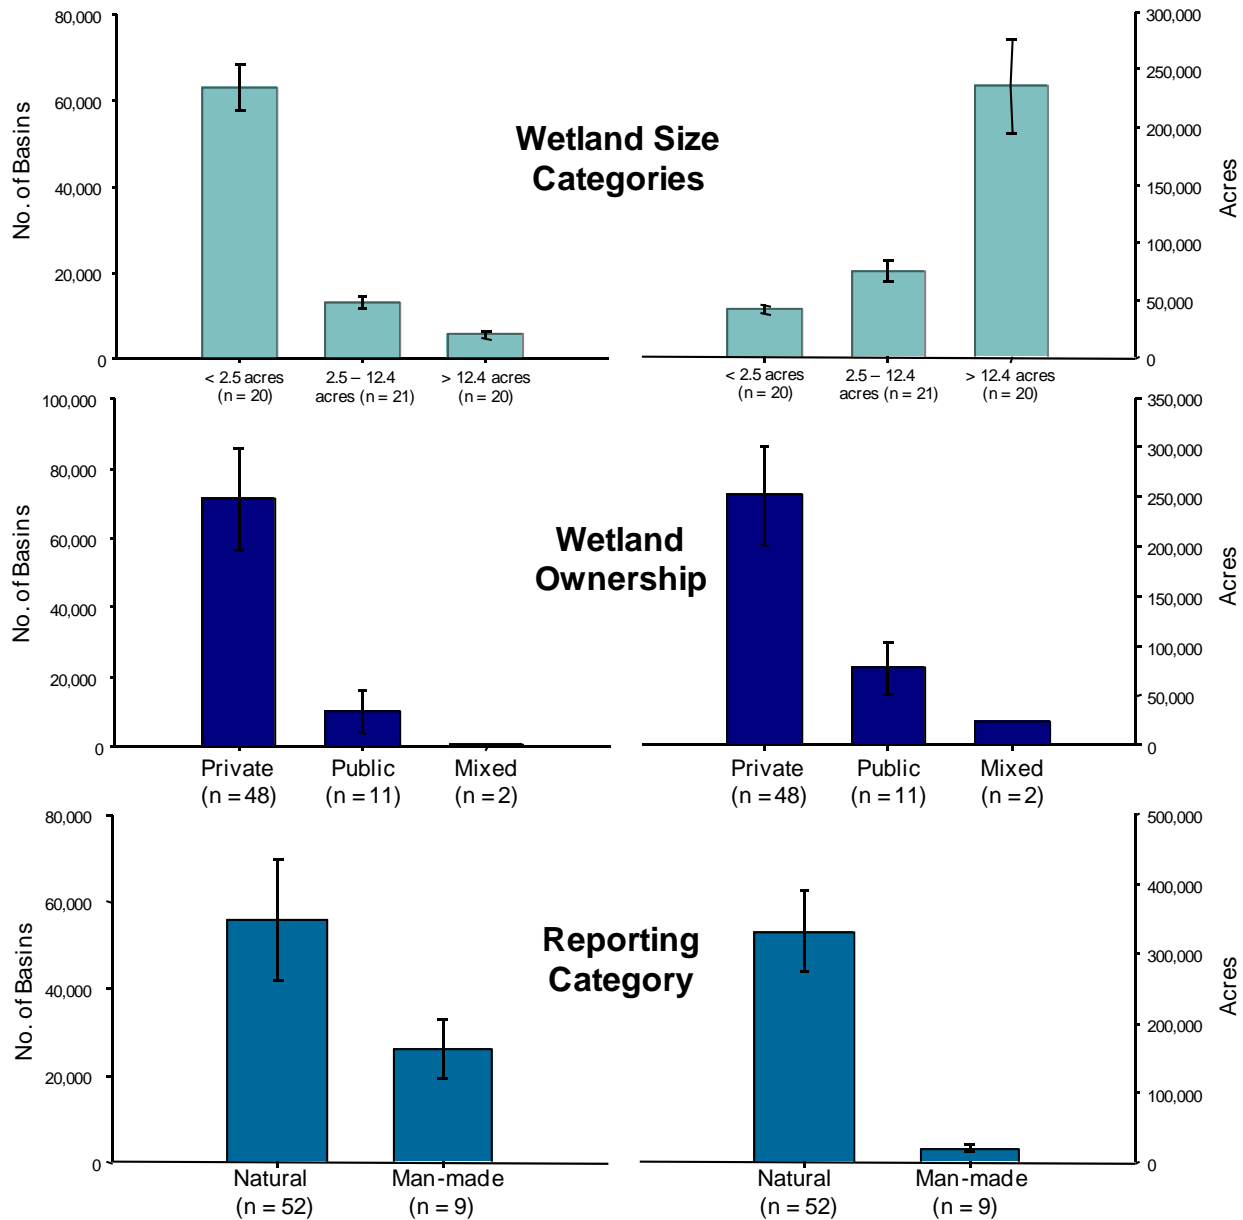 80,000
60,000
40,000
20,000
0
No. of Basins
Wetland Size
Categories
300,000
250,000
200,000
150,000
100,000
50,000
0
Acres
< 2.5 acres
(n = 20)
2.5 – 12.4
acres (n = 21)
> 12.4 acres
(n = 20)
< 2.5 acres
(n = 20)
2.5 – 12.4
acres (n = 21)
> 12.4 acres
(n = 20)
100,000
80,000
60,000
40,000
20,000
0
No. of Basins
Wetland
Ownership
350,000
300,000
250,000
200,000
150,000
100,000
50,000
0
Acres
Private
(n = 48)
Public
(n = 11)
Mixed
(n = 2)
Private
(n = 48)
Public
(n = 11)
Mixed
(n = 2)
80,000
60,000
40,000
20,000
0
No. of Basins
Reporting
Category
500,000
400,000
300,000
200,000
100,000
0
Acres
Natural
(n = 52)
Man-made
(n = 9)
Natural
(n = 52)
Man-made
(n = 9)